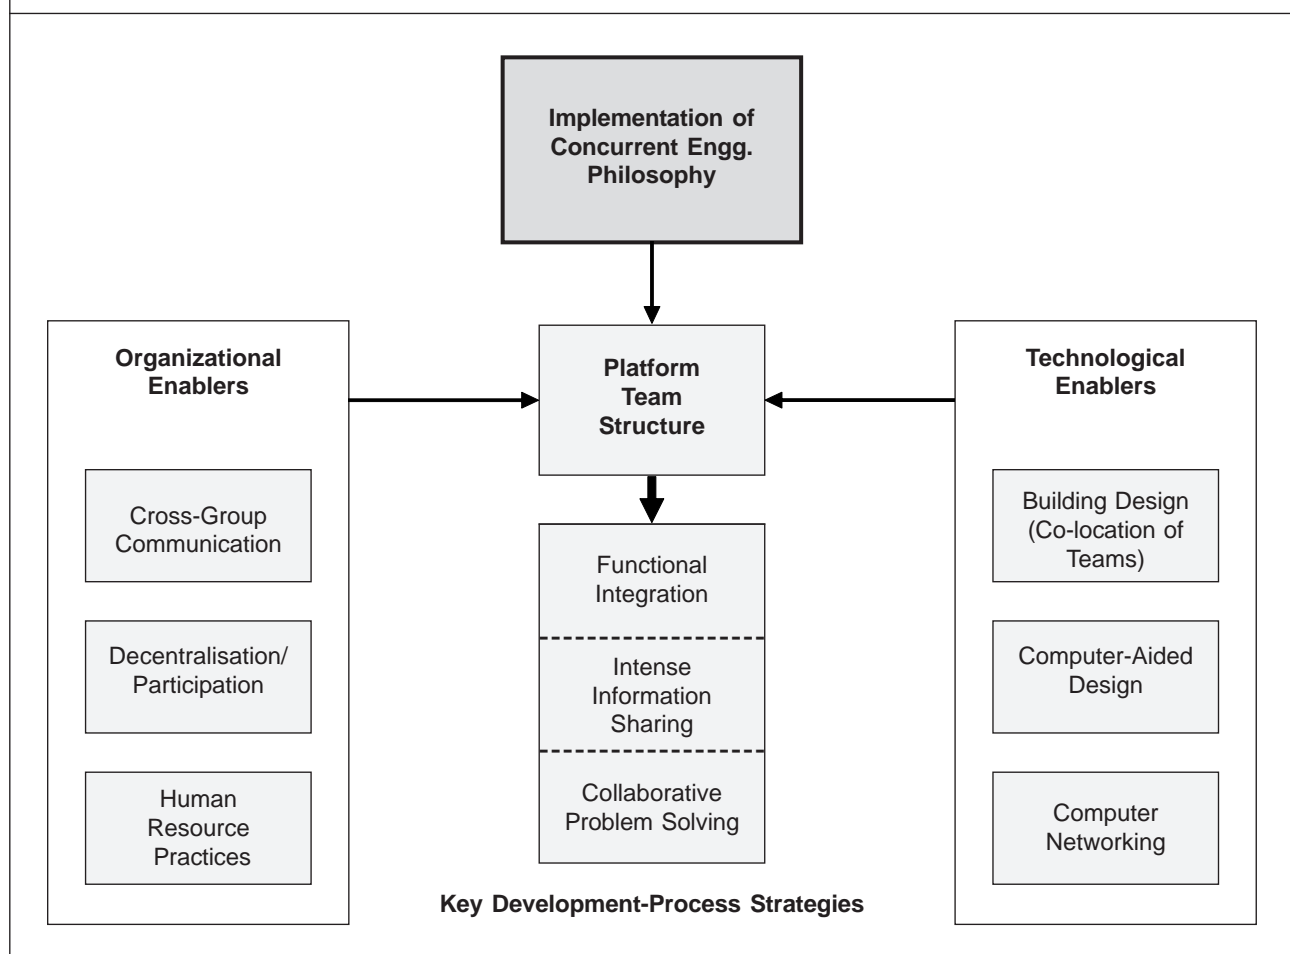 Implementation of
Concurrent Engg.
Philosophy
Organizational
Enablers
Cross-Group
Communication
Decentralisation/
Participation
Human
Resource
Practices
Platform
Team
Structure
Functional
Integration
Intense
Information
Sharing
Collaborative
Problem Solving
Key Development-Process Strategies
Technological
Enablers
Building Design
(Co-location of
Teams)
Computer-Aided
Design
Computer
Networking